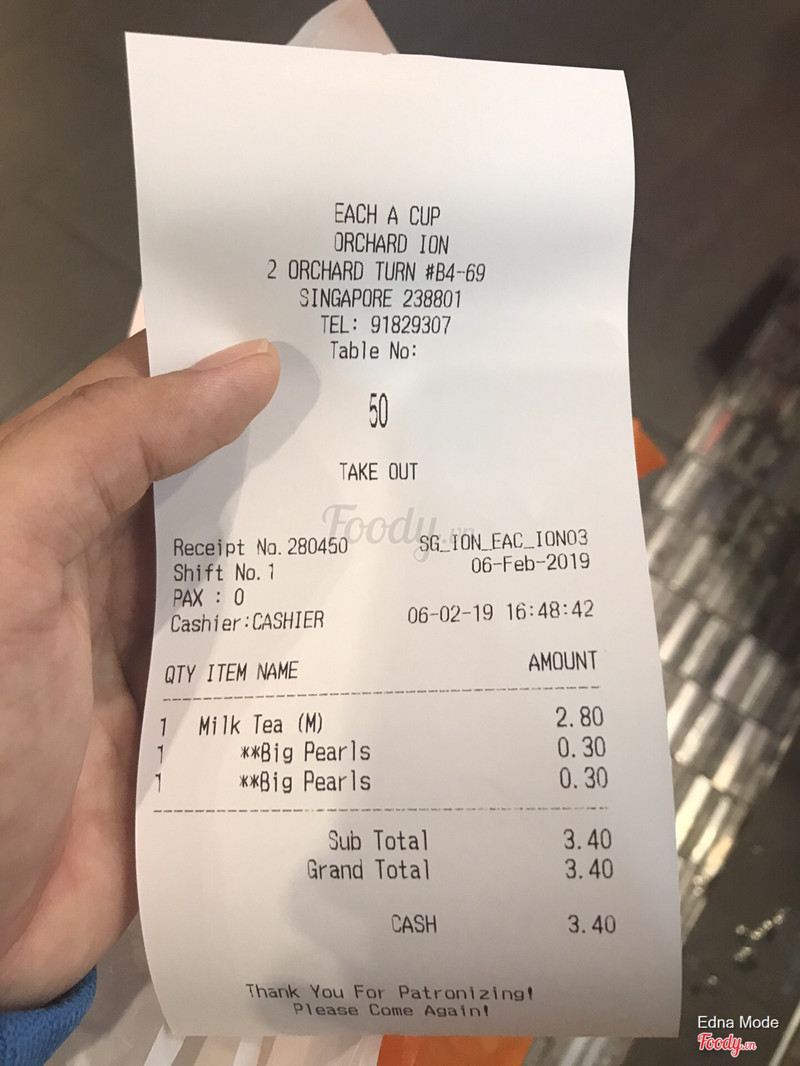 EACH A CUP
ORCHARD ION
2 ORCHARD TURN #B4-69
SINGAPORE 238801
TEL: 91829307
Table No:
50
TAKE OUT
Foody.vn
Receipt No.280450 SG_ION_EAC_ION03
Shift No.1 06-Feb-2019
PAX : 0
Cashier:CASHIER 06-02-19 16:48:42
QTY ITEM NAME AMOUNT
1 Milk Tea (M) 2.80
1 **Big Pearls 0.30
1 **Big Pearls 0.30
Sub Total 3.40
Grand Total 3.40
CASH 3.40
Thank You For Patronizing!
Please Come Again!
Edna Mode
Foody.vn